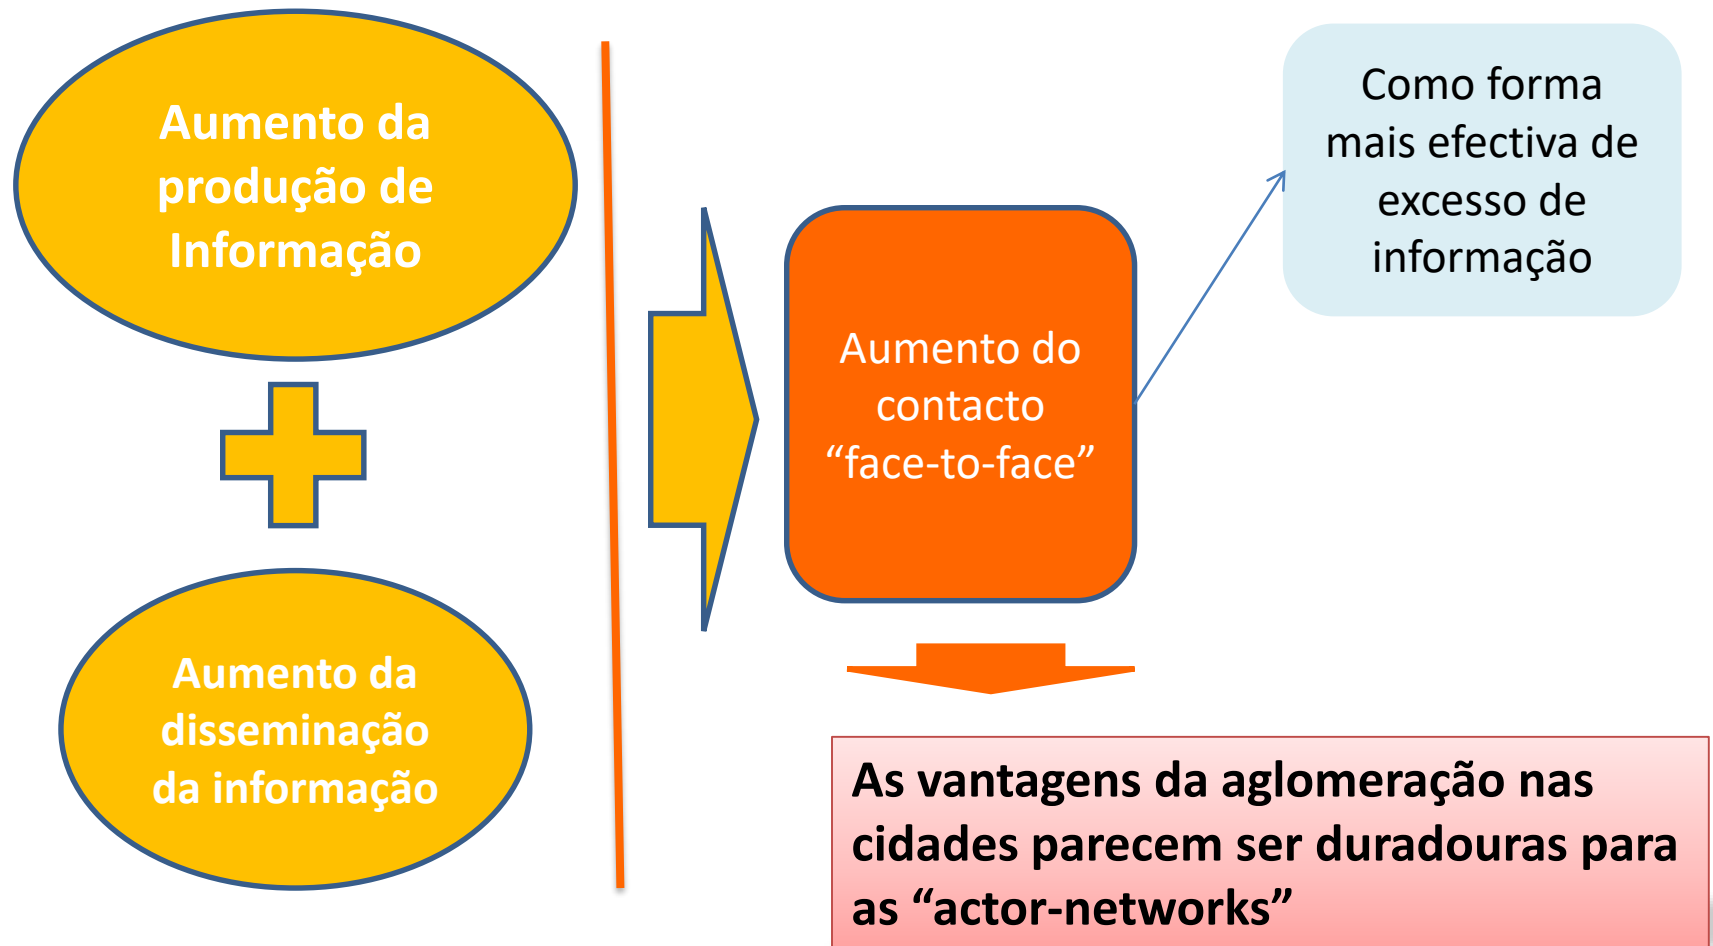 Aumento da
produção de
Informação
Aumento da
disseminação
da informação
Aumento do
contacto
“face-to-face”
Como forma
mais efectiva de
excesso de
informação
As vantagens da aglomeração nas
cidades parecem ser duradouras para
as “actor-networks”